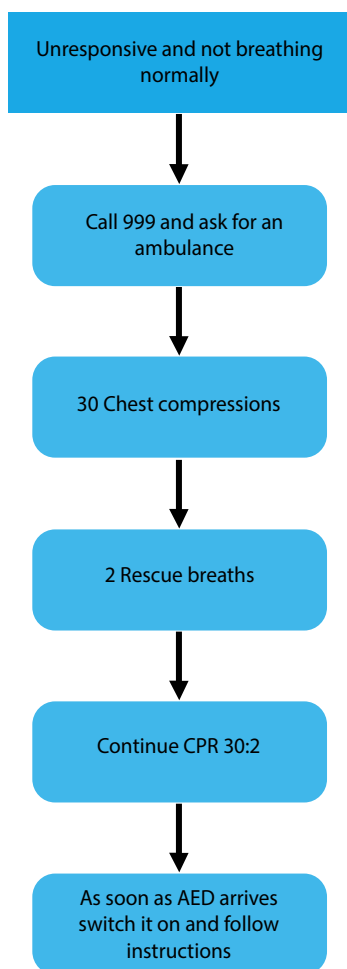 Unresponsive and not breathing
normally
Call 999 and ask for an
ambulance
30 Chest compressions
2 Rescue breaths
Continue CPR 30:2
As soon as AED arrives
switch it on and follow
instructions